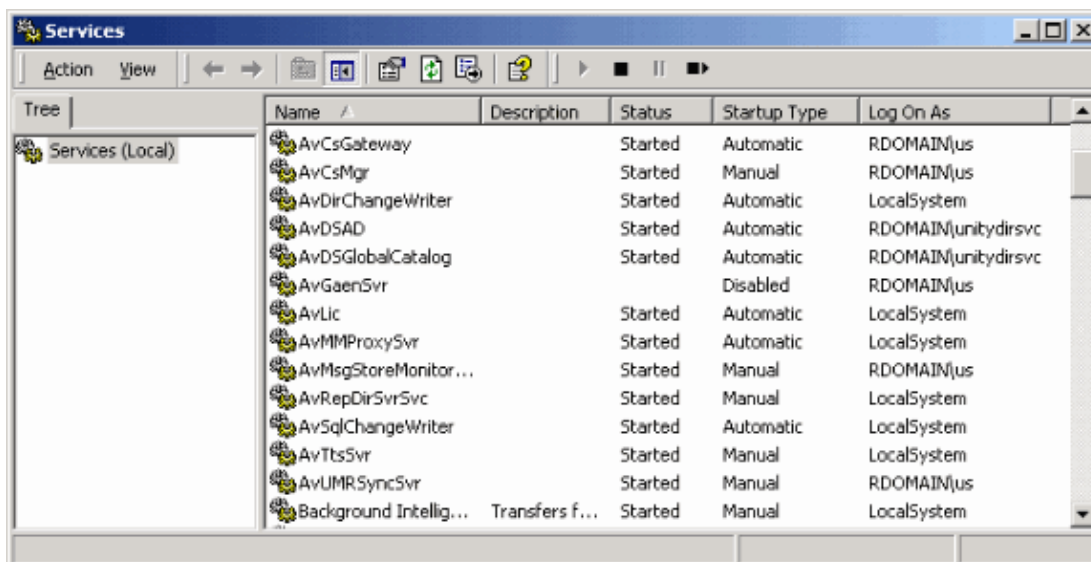 Services
Action View
Tree
Name Description Status Startup Type Log On As
Services (Local)
AvCsGateway Started Automatic RDOMAIN\us
AvCsMgr Started Manual RDOMAIN\us
AvDirChangeWriter Started Automatic LocalSystem
AvDSAD Started Automatic RDOMAIN\unitydirsvc
AvDSGlobalCatalog Started Automatic RDOMAIN\unitydirsvc
AvGaenSvr Disabled RDOMAIN\us
AvLic Started Automatic LocalSystem
AvMMProxySvr Started Automatic LocalSystem
AvMsgStoreMonitor... Started Manual RDOMAIN\us
AvRepDirSvrSvc Started Manual LocalSystem
AvSqlChangeWriter Started Automatic LocalSystem
AvTtsSvr Started Manual LocalSystem
AvUMRSyncSvr Started Manual RDOMAIN\us
Background Intellig... Transfers f... Started Manual LocalSystem